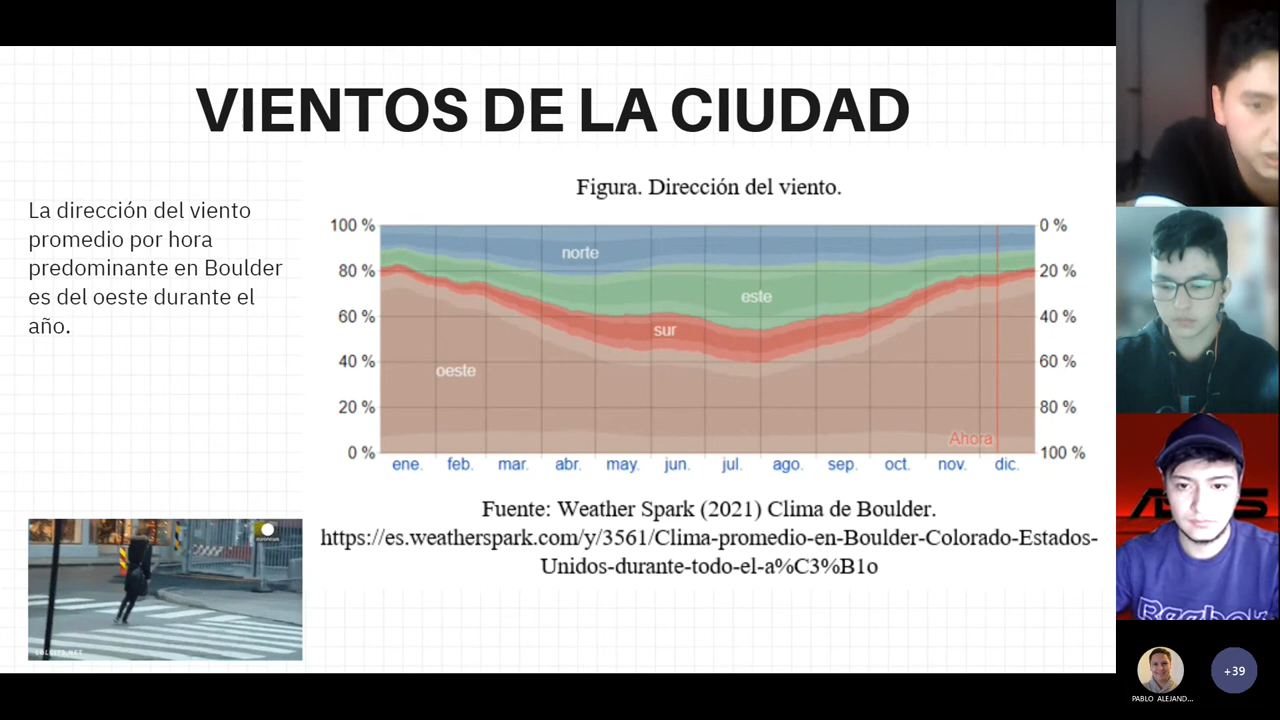 VIENTOS DE LA CIUDAD
La dirección del viento
promedio por hora
predominante en Boulder
es del oeste durante el
año.
Figura. Dirección del viento.
100 % 0 %
norte
80 % 20 %
este
60 % 40 %
sur
40 % 60 %
oeste
20 % 80 %
Ahora
0 % 100 %
ene. feb. mar. abr. may. jun. jul. ago. sep. oct. nov. dic.
Fuente: Weather Spark (2021) Clima de Boulder.
https://es.weatherspark.com/y/3561/Clima-promedio-en-Boulder-Colorado-Estados-
Unidos-durante-todo-el-a%C3%B1o
Reebok
PABLO ALEJAND...
+39